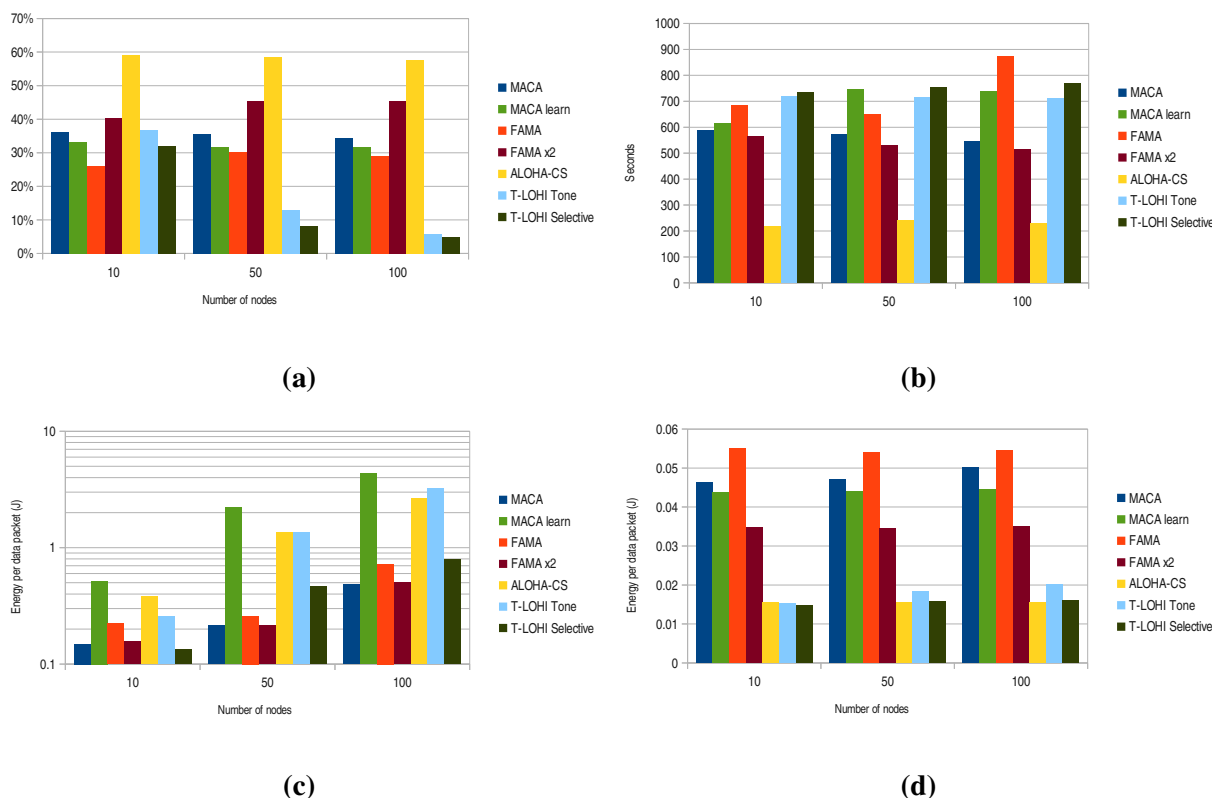 70%
60%
50%
40%
30%
20%
10%
0%
10
50
100
Number of nodes
MACA
MACA learn
FAMA
FAMA x2
ALOHA-CS
T-LOHI Tone
T-LOHI Selective
(a)
1000
900
800
700
600
500
400
300
200
100
0
Seconds
10
50
100
MACA
MACA learn
FAMA
FAMA x2
ALOHA-CS
T-LOHI Tone
T-LOHI Selective
(b)
10
1
0.1
Energy per data packet (J)
10
50
100
Number of nodes
MACA
MACA learn
FAMA
FAMA x2
ALOHA-CS
T-LOHI Tone
T-LOHI Selective
(c)
0.06
0.05
0.04
0.03
0.02
0.01
0
Energy per data packet (J)
10
50
100
Number of nodes
MACA
MACA learn
FAMA
FAMA x2
ALOHA-CS
T-LOHI Tone
T-LOHI Selective
(d)